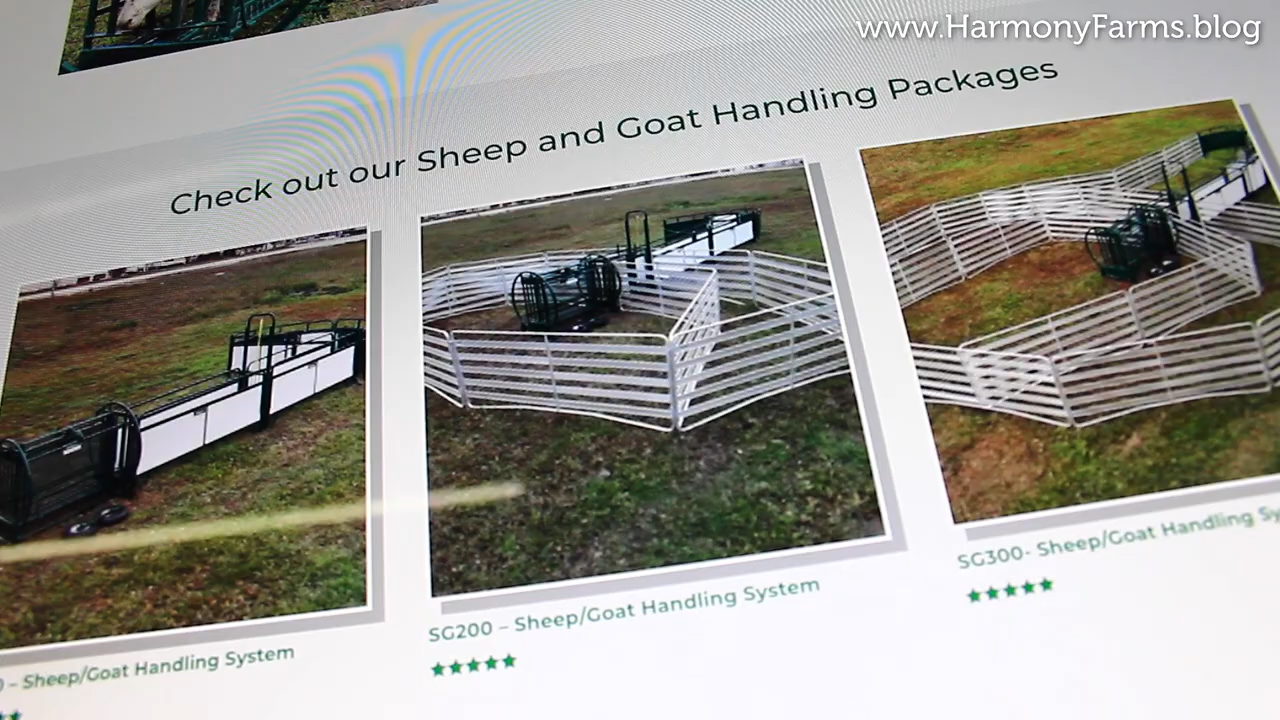 www.HarmonyFarms.blog
Check out our Sheep and Goat Handling Packages
– Sheep/Goat Handling System
SG200 – Sheep/Goat Handling System
SG300- Sheep/Goat Handling